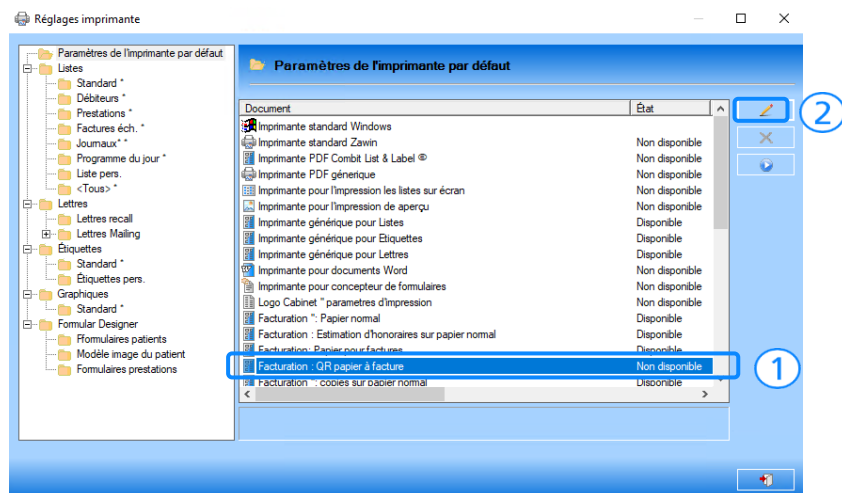 Réglages imprimante
Paramètres de l'imprimante par défaut
Listes
Standard *
Débiteurs *
Prestations *
Factures éch. *
Journaux* *
Programme du jour *
Liste pers.
<Tous> *
Lettres
Lettres recall
Lettres Mailing
Étiquettes
Standard *
Étiquettes pers.
Graphiques
Standard *
Formular Designer
Fformulaires patients
Modèle image du patient
Formulaires prestations
Paramètres de l'imprimante par défaut
Document État
Imprimante standard Windows
Imprimante standard Zawin Non disponible
Imprimante PDF Combit List & Label ® Non disponible
Imprimante PDF génerique Non disponible
Imprimante pour l'impression les listes sur écran Non disponible
Imprimante pour l'impression de aperçu Non disponible
Imprimante générique pour Listes Disponible
Imprimante générique pour Etiquettes Disponible
Imprimante générique pour Lettres Disponible
Imprimante pour documents Word Non disponible
Imprimante pour concepteur de formulaires Non disponible
Logo Cabinet " parametres d'impression Non disponible
Facturation ": Papier normal Disponible
Facturation : Estimation d'honoraires sur papier normal Disponible
Facturation: Papier pour factures Disponible
Facturation : QR papier à facture Non disponible
Facturation ": copies sur papier normal Disponible
1
2